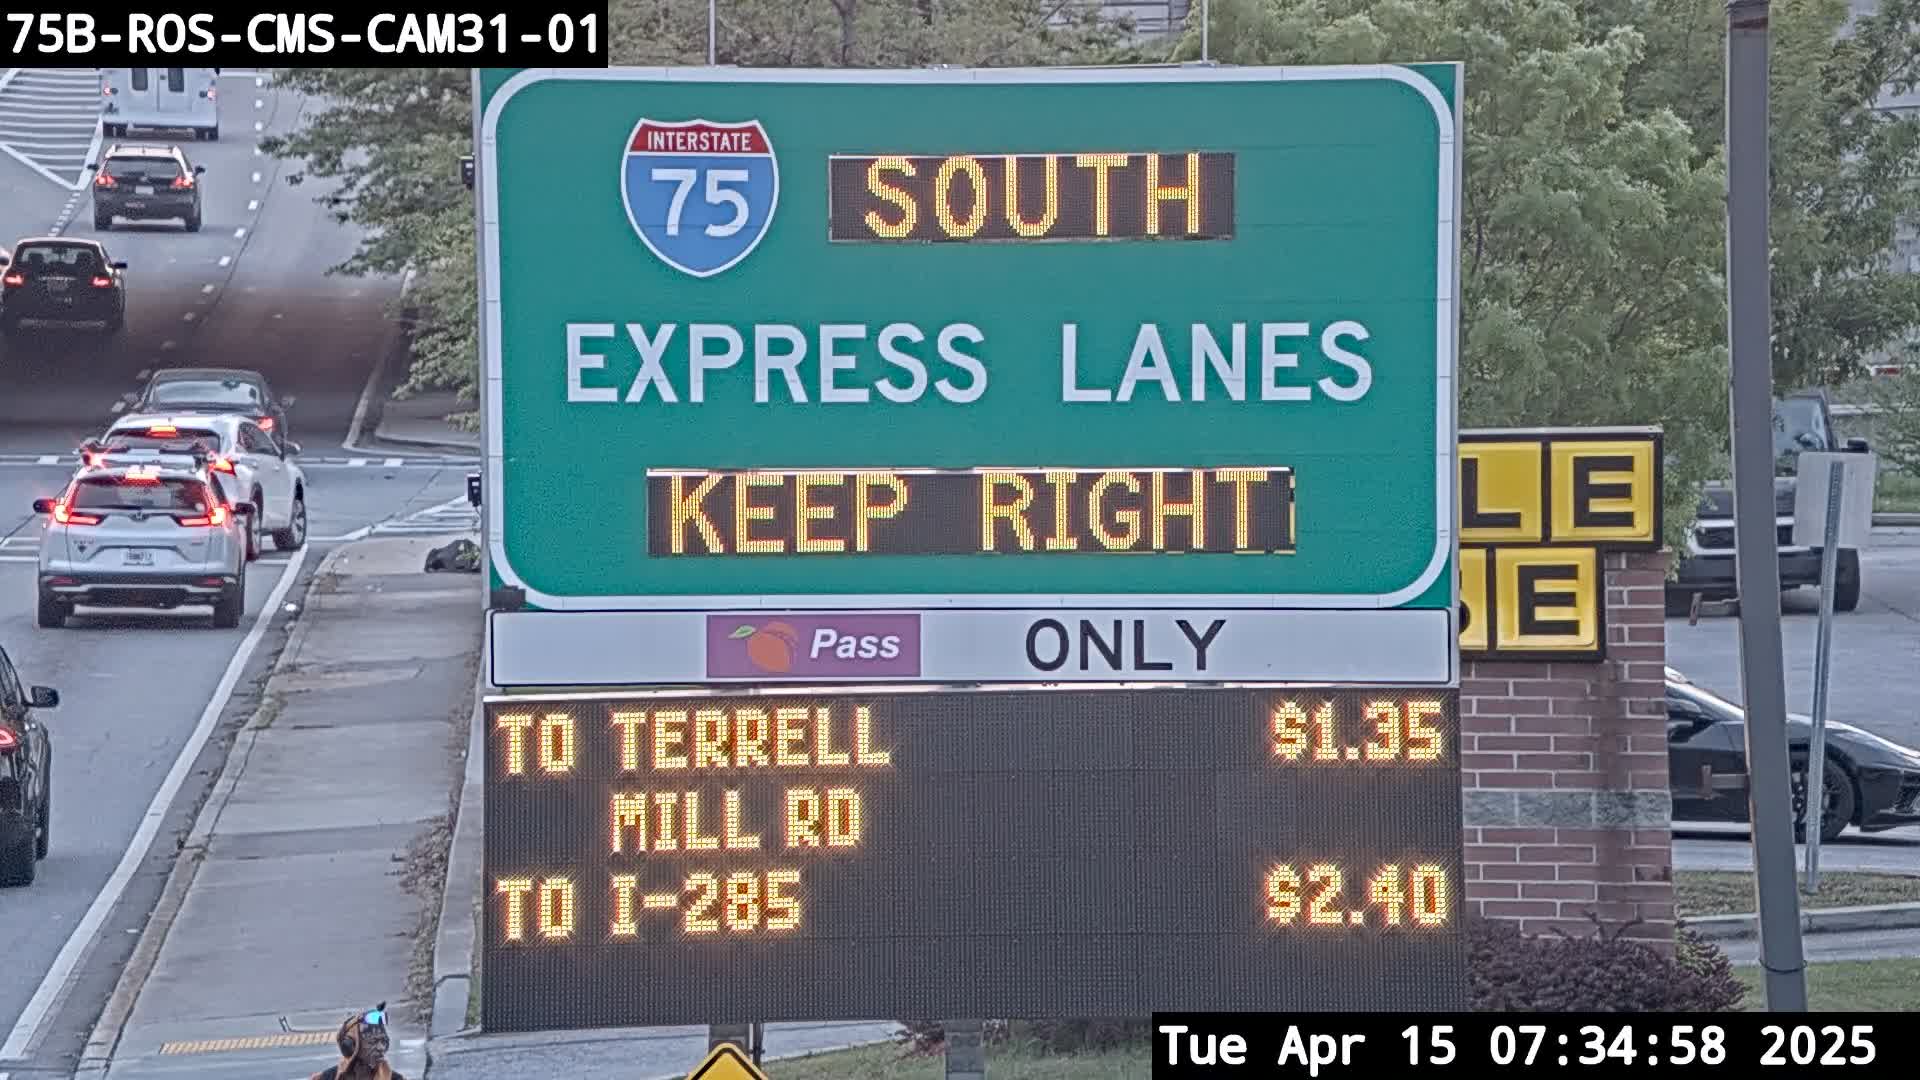 75B-ROS-CMS-CAM31-01
INTERSTATE
75
SOUTH
EXPRESS LANES
KEEP RIGHT
Pass ONLY
TO TERRELL $1.35
MILL RD
TO I-285 $2.40
LE
E
Tue Apr 15 07:34:58 2025